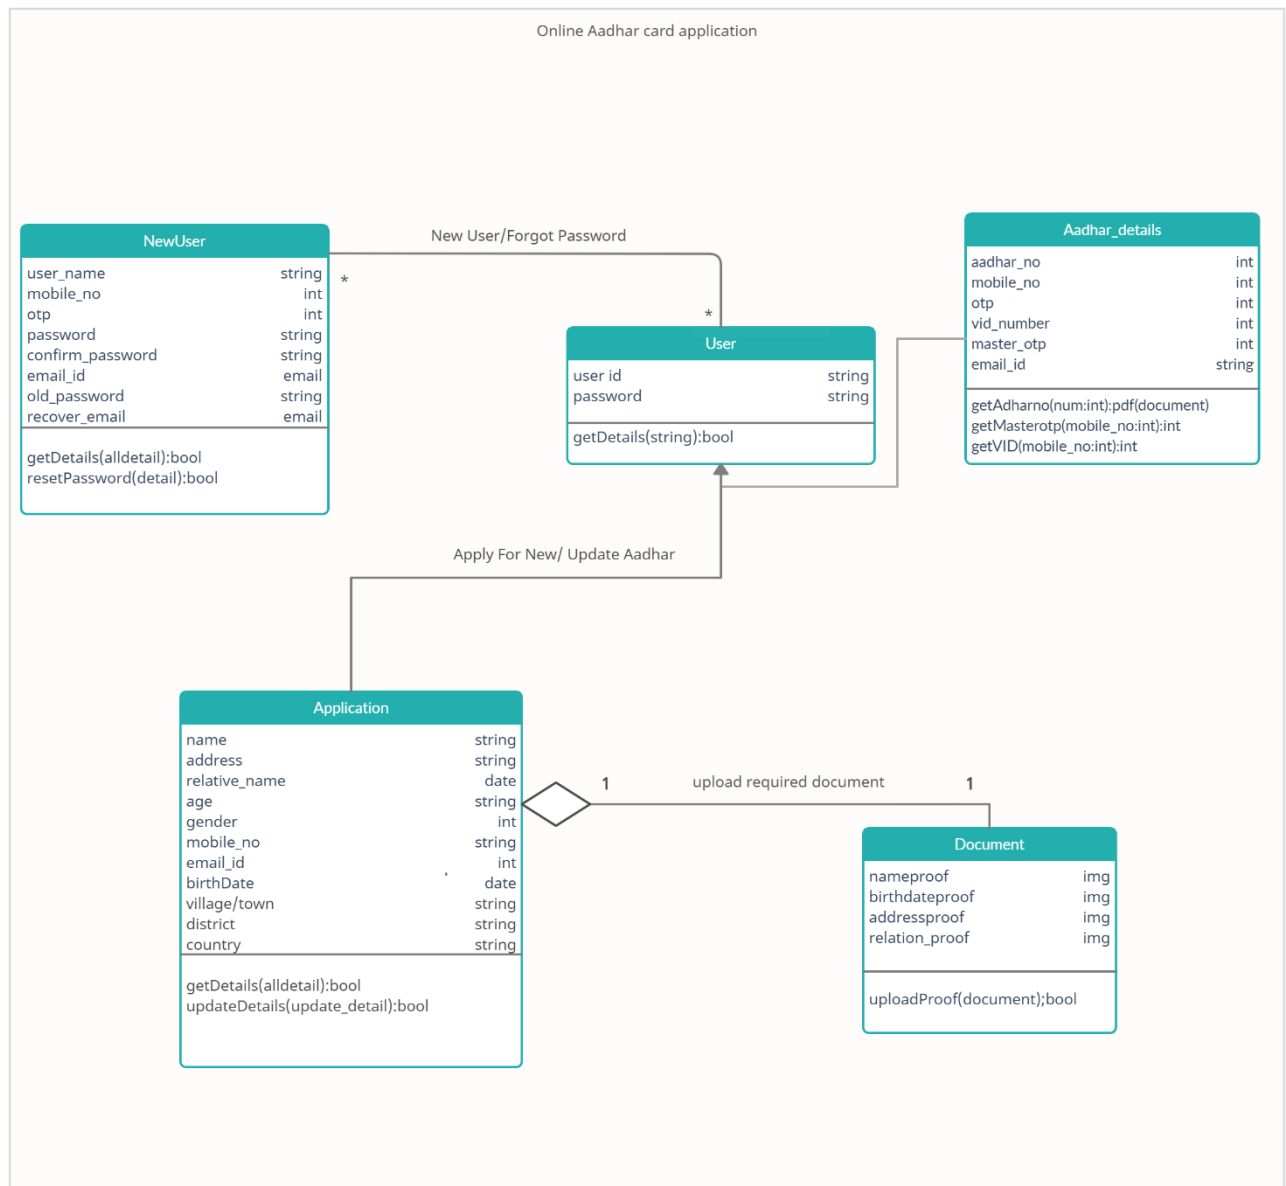 Online Aadhar card application
NewUser
user_name string
mobile_no int
otp int
password string
confirm_password string
email_id email
old_password string
recover_email email
getDetails(alldetail):bool
resetPassword(detail):bool
New User/Forgot Password
*
*
User
user id string
password string
getDetails(string):bool
Aadhar_details
aadhar_no int
mobile_no int
otp int
vid_number int
master_otp int
email_id string
getAdharno(num:int):pdf(document)
getMasterotp(mobile_no:int):int
getVID(mobile_no:int):int
Apply For New/ Update Aadhar
Application
name string
address string
relative_name date
age string
gender int
mobile_no string
email_id int
birthDate date
village/town string
district string
country string
getDetails(alldetail):bool
updateDetails(update_detail):bool
1 upload required document 1
Document
nameproof img
birthdateproof img
addressproof img
relation_proof img
uploadProof(document);bool